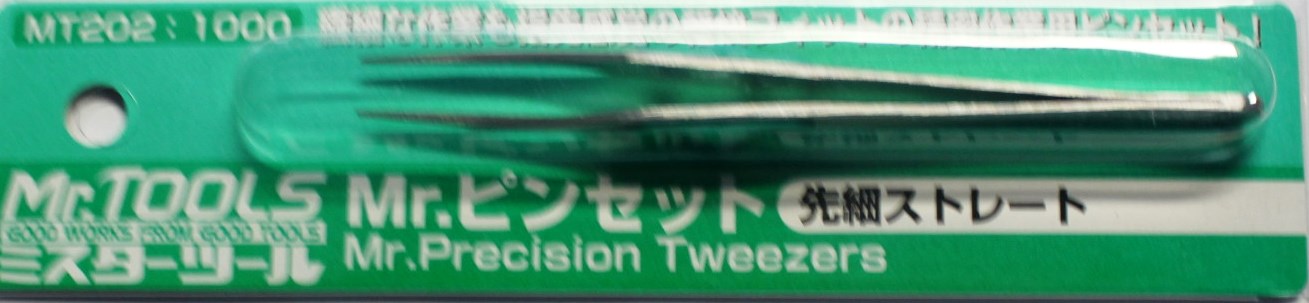 MT202:1000 繊細な作業も
Mr.TOOLS
GOOD WORKS FROM GOOD TOOLS
ミスターツール
Mr.ピンセット 先細ストレート
Mr.Precision Tweezers